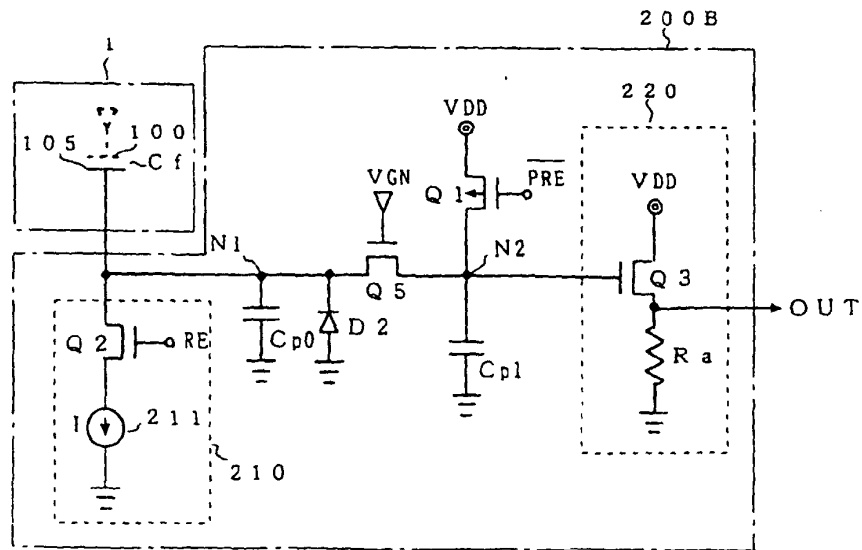 200B
1
220
VDD
100
105
Cf
VGN
Q1
PRE
VDD
N1
N2
Q3
Q5
OUT
Q2
RE
Cp0
D2
Cp1
Ra
I
211
210